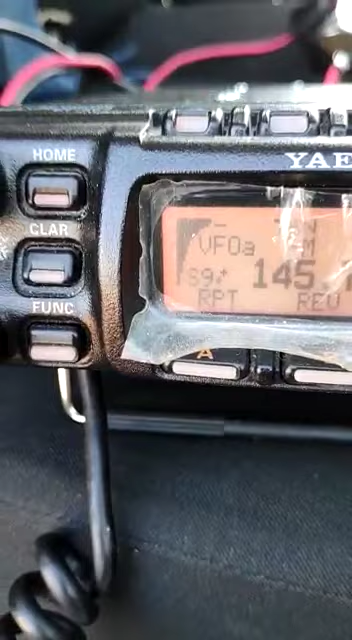 HOME
YAE
CLAR
VFOa
S9+ 145.
RPT REV
FUNC
A